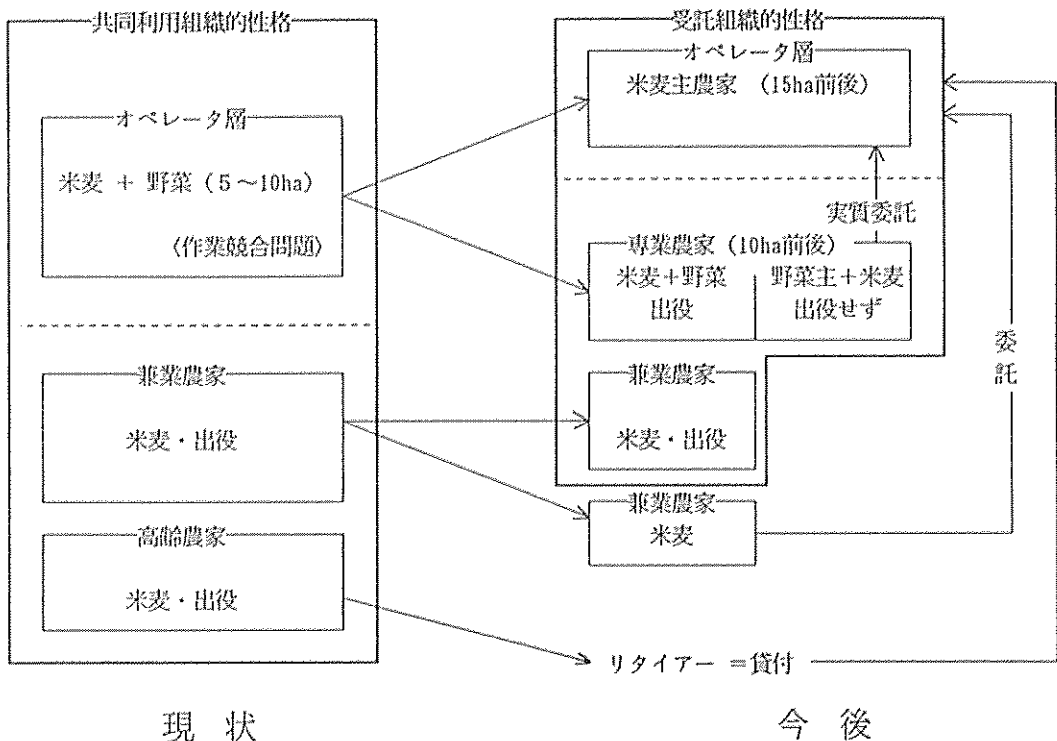 共同利用組織的性格
オペレータ層
米麦 + 野菜 (5～10ha)
〈作業競合問題〉
兼業農家
米麦・出役
高齢農家
米麦・出役
現 状
受託組織的性格
オペレータ層
米麦主農家 (15ha前後)
実質委託
専業農家 (10ha前後)
米麦+野菜 野菜主+米麦
出役 出役せず
兼業農家
米麦・出役
兼業農家
米麦
委託
リタイアー =貸付
今 後